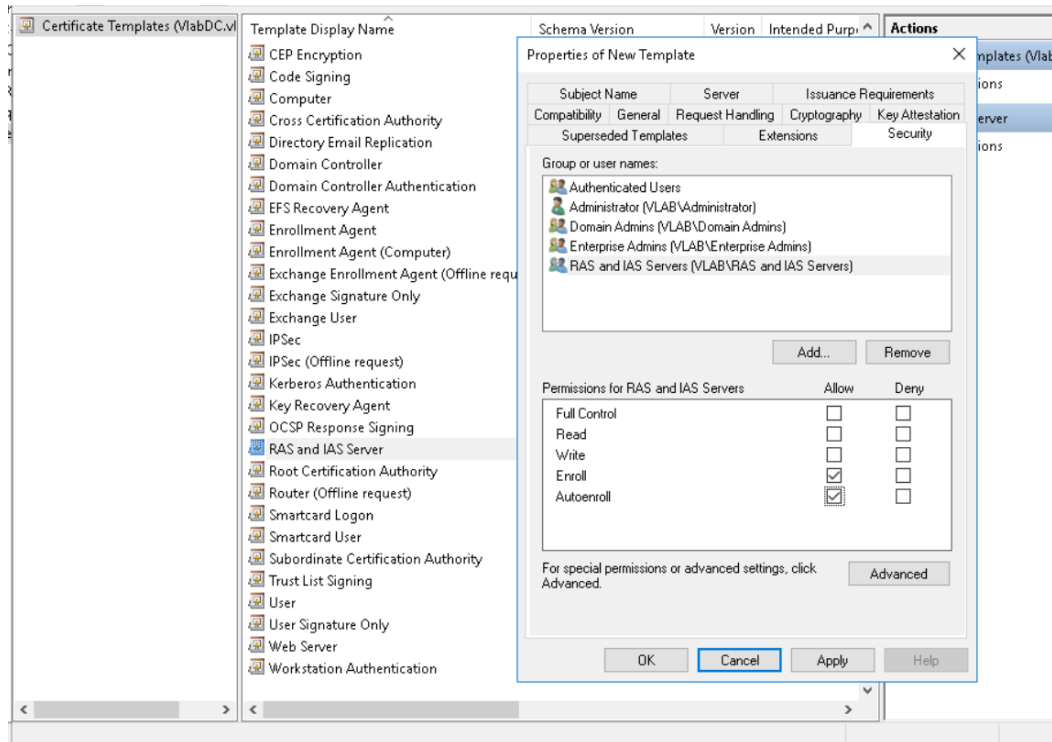 Certificate Templates (VlabDC.vl
Template Display Name
Schema Version
Version
Intended Purp
CEP Encryption
Code Signing
Computer
Cross Certification Authority
Directory Email Replication
Domain Controller
Domain Controller Authentication
EFS Recovery Agent
Enrollment Agent
Enrollment Agent (Computer)
Exchange Enrollment Agent (Offline requ
Exchange Signature Only
Exchange User
IPSec
IPSec (Offline request)
Kerberos Authentication
Key Recovery Agent
OCSP Response Signing
RAS and IAS Server
Root Certification Authority
Router (Offline request)
Smartcard Logon
Smartcard User
Subordinate Certification Authority
Trust List Signing
User
User Signature Only
Web Server
Workstation Authentication
Properties of New Template
Subject Name
Server
Issuance Requirements
Compatibility
General
Request Handling
Cryptography
Key Attestation
Superseded Templates
Extensions
Security
Group or user names:
Authenticated Users
Administrator (VLAB\Administrator)
Domain Admins (VLAB\Domain Admins)
Enterprise Admins (VLAB\Enterprise Admins)
RAS and IAS Servers (VLAB\RAS and IAS Servers)
Add...
Remove
Permissions for RAS and IAS Servers
Allow
Deny
Full Control
Read
Write
Enroll
Autoenroll
For special permissions or advanced settings, click
Advanced.
Advanced
OK
Cancel
Apply
Help
Actions
mplates (Vlab
ions
erver
ions